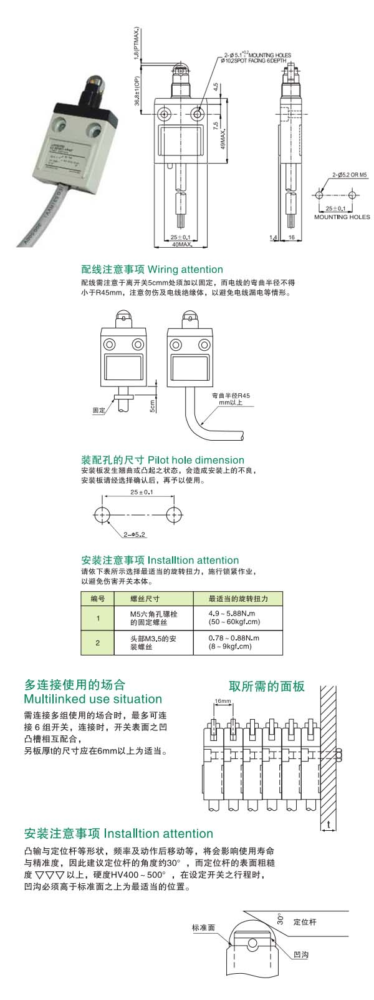 1.8(PTMAX.)
36.8±1(OP)
2-Ø5.1 +0.2 0 MOUNTING HOLES
Ø10.2SPOT FACING 6DEPTH
4.5
7.5
49MAX.
25±0.1
40MAX.
1.4
16
2-Ø5.2 OR M5
25±0.1
MOUNTING HOLES
配线注意事项 Wiring attention
配线需注意于离开关5cmm处须加以固定，而电线的弯曲半径不得
小于R45mm，注意勿伤及电线绝缘体，以避免电线漏电等情形。
固定
5cm
弯曲半径R45
mm以上
装配孔的尺寸 Pilot hole dimension
安装板发生翘曲或凸起之状态，会造成安装上的不良，
安装板请经选择确认后，再予以使用。
25±0.1
2-Φ5.2
安装注意事项 Installtion attention
请依下表所示选择最适当的旋转扭力，施行锁紧作业，
以避免伤害开关本体。
编号 螺丝尺寸 最适当的旋转扭力
1 M5六角孔骡栓 4.9～5.88N.m
的固定螺丝 (50～60kgf.cm)
2 头部M3.5的安 0.78～0.88N.m
装螺丝 (8～9kgf.cm)
多连接使用的场合
Multilinked use situation
需连接多组使用的场合时，最多可连
接 6 组开关，连接时，开关表面之凹
凸槽相互配合，
另板厚t的尺寸应在6mm以上为适当。
取所需的面板
16mm
t
安装注意事项 Installtion attention
凸输与定位杆等形状，频率及动作后移动等，将会影响使用寿命
与精准度，因此建议定位杆的角度约30°，而定位杆的表面粗糙
度 ▽▽▽ 以上，硬度HV400～500°，在设定开关之行程时，
凹沟必须高于标准面之上为最适当的位置。
标准面
30°
定位杆
凹沟